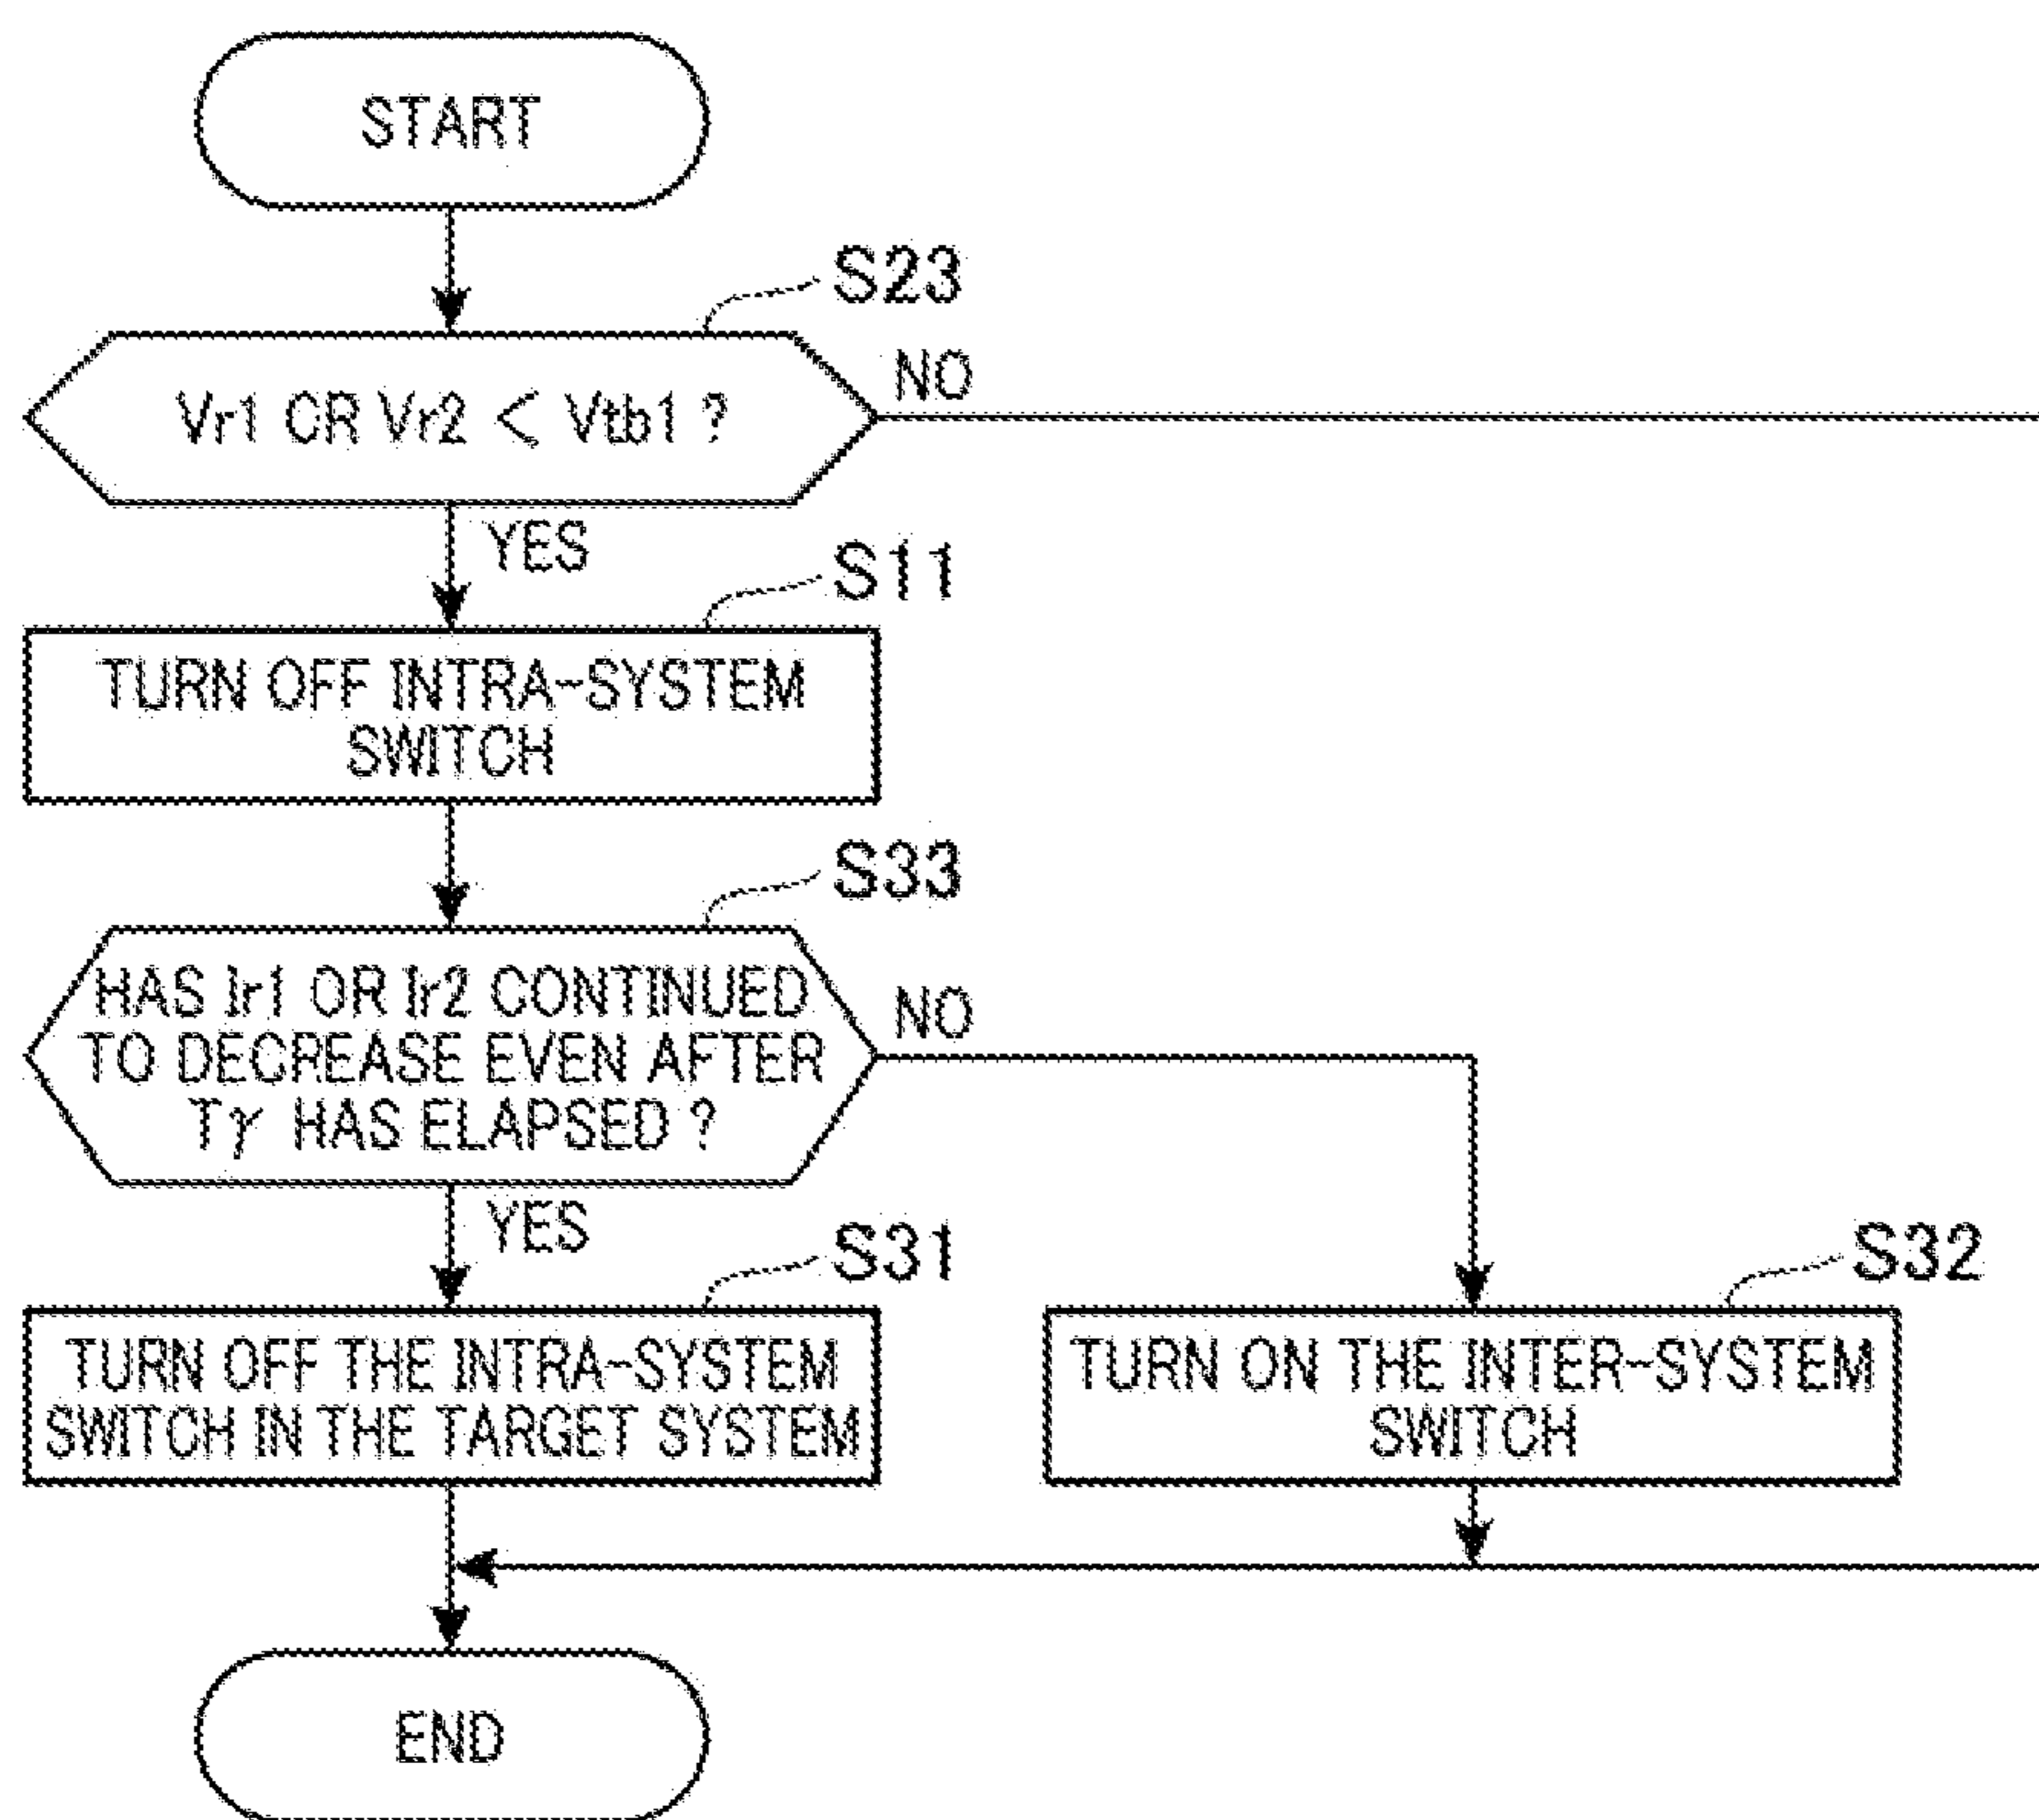 START
S23
Vr1 CR Vr2 < Vtb1 ?
NO
YES
S11
TURN OFF INTRA-SYSTEM
SWITCH
S33
HAS Ir1 OR Ir2 CONTINUED
TO DECREASE EVEN AFTER
Tγ HAS ELAPSED ?
NO
YES
S31
TURN OFF THE INTRA-SYSTEM
SWITCH IN THE TARGET SYSTEM
S32
TURN ON THE INTER-SYSTEM
SWITCH
END